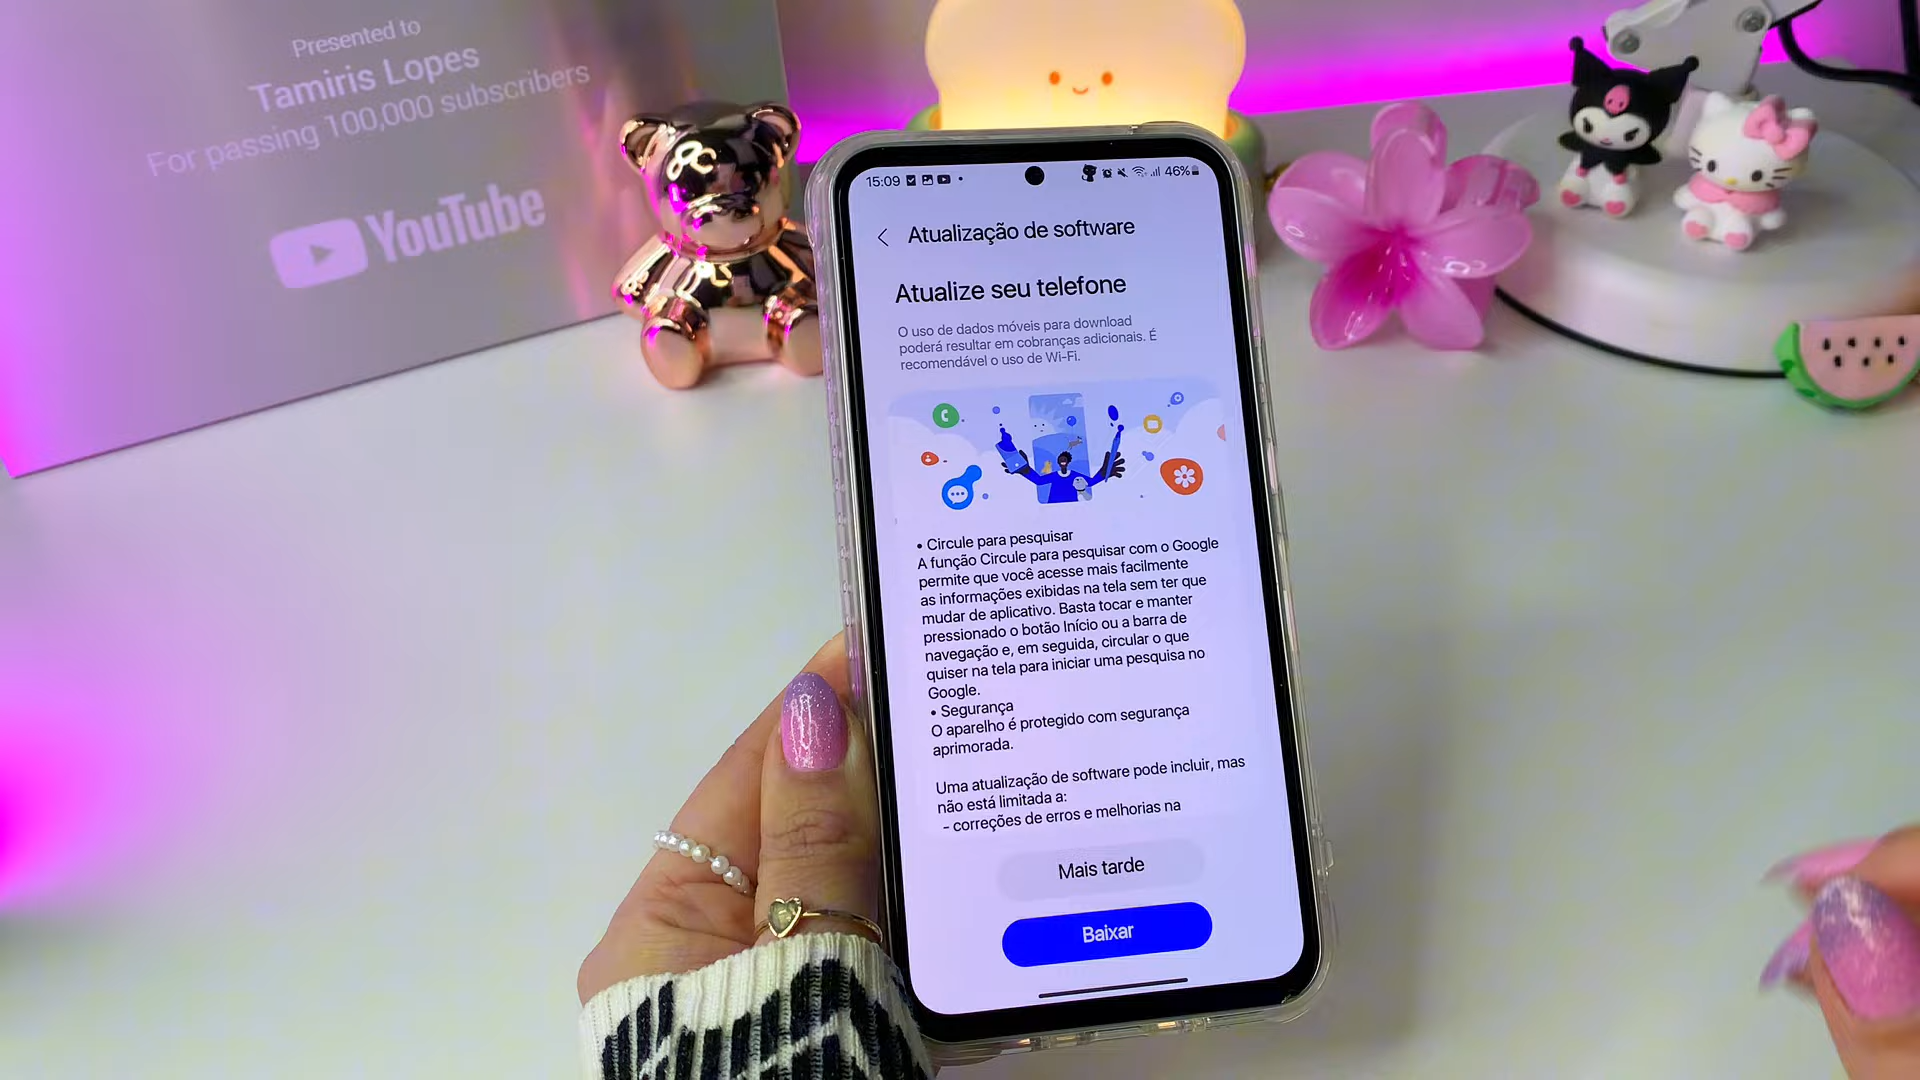 Presented to
Tamiris Lopes
For passing 100,000 subscribers
YouTube
15:09
46%
Atualização de software
Atualize seu telefone
O uso de dados móveis para download
poderá resultar em cobranças adicionais. É
recomendável o uso de Wi-Fi.
• Circule para pesquisar
A função Circule para pesquisar com o Google
permite que você acesse mais facilmente
as informações exibidas na tela sem ter que
mudar de aplicativo. Basta tocar e manter
pressionado o botão Início ou a barra de
navegação e, em seguida, circular o que
quiser na tela para iniciar uma pesquisa no
Google.
• Segurança
O aparelho é protegido com segurança
aprimorada.
Uma atualização de software pode incluir, mas
não está limitada a:
- correções de erros e melhorias na
Mais tarde
Baixar